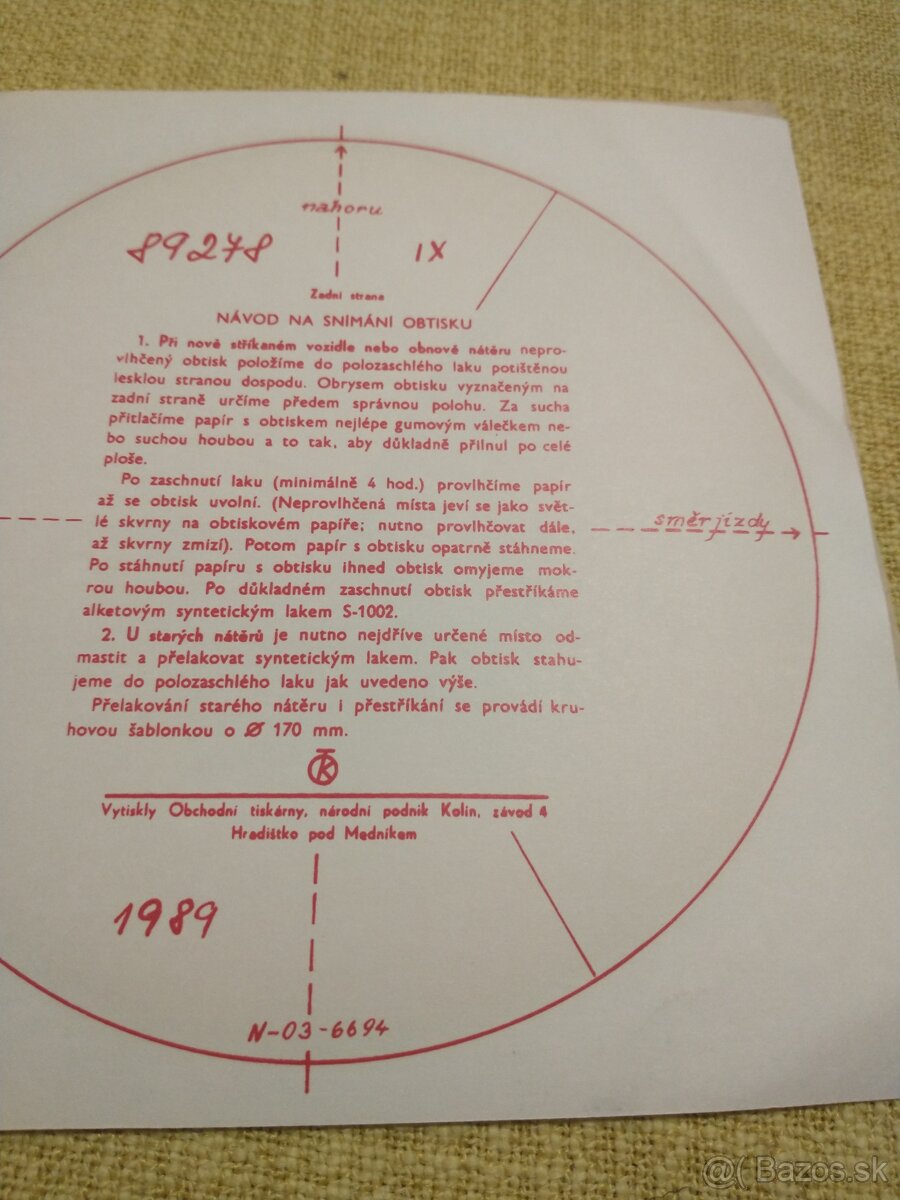 nahoru
89278 IX
Zadní strana
NÁVOD NA SNÍMÁNÍ OBTISKU
1. Při nově stříkaném vozidle nebo obnově nátěru nepro-
vlhčený obtisk položíme do polozaschlého laku potištěnou
lesklou stranou dospodu. Obrysem obtisku vyznačeným na
zadní straně určíme předem správnou polohu. Za sucha
přitlačíme papír s obtiskem nejlépe gumovým válečkem ne-
bo suchou houbou a to tak, aby důkladně přilnul po celé
ploše.
Po zaschnutí laku (minimálně 4 hod.) provlhčíme papír
až se obtisk uvolní. (Neprovlhčená místa jeví se jako svět-
lé skvrny na obtiskovém papíře; nutno provlhčovat dále,
až skvrny zmizí). Potom papír s obtisku opatrně stáhneme.
Po stáhnutí papíru s obtisku ihned obtisk omyjeme mok-
rou houbou. Po důkladném zaschnutí obtisk přestříkáme
alketovým syntetickým lakem S-1002.
směr jízdy
2. U starých nátěrů je nutno nejdříve určené místo od-
mastit a přelakovat syntetickým lakem. Pak obtisk stahu-
jeme do polozaschlého laku jak uvedeno výše.
Přelakování starého nátěru i přestříkání se provádí kru-
hovou šablonkou o Ø 170 mm.
Vytiskly Obchodní tiskárny, národní podnik Kolín, závod 4
Hradištko pod Medníkem
1989
N-03-6694
@( Bazos.sk